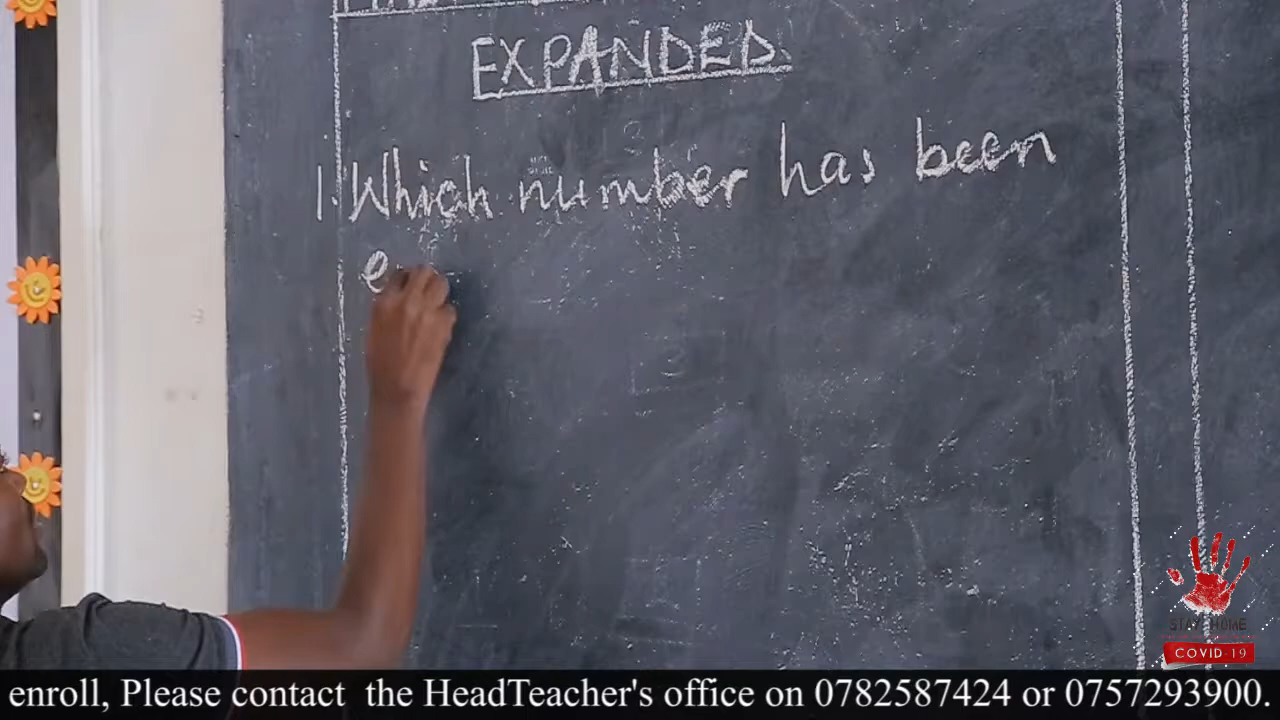 EXPANDED.
1. Which number has been
e
STAY HOME
COVID-19
enroll, Please contact the HeadTeacher's office on 0782587424 or 0757293900.